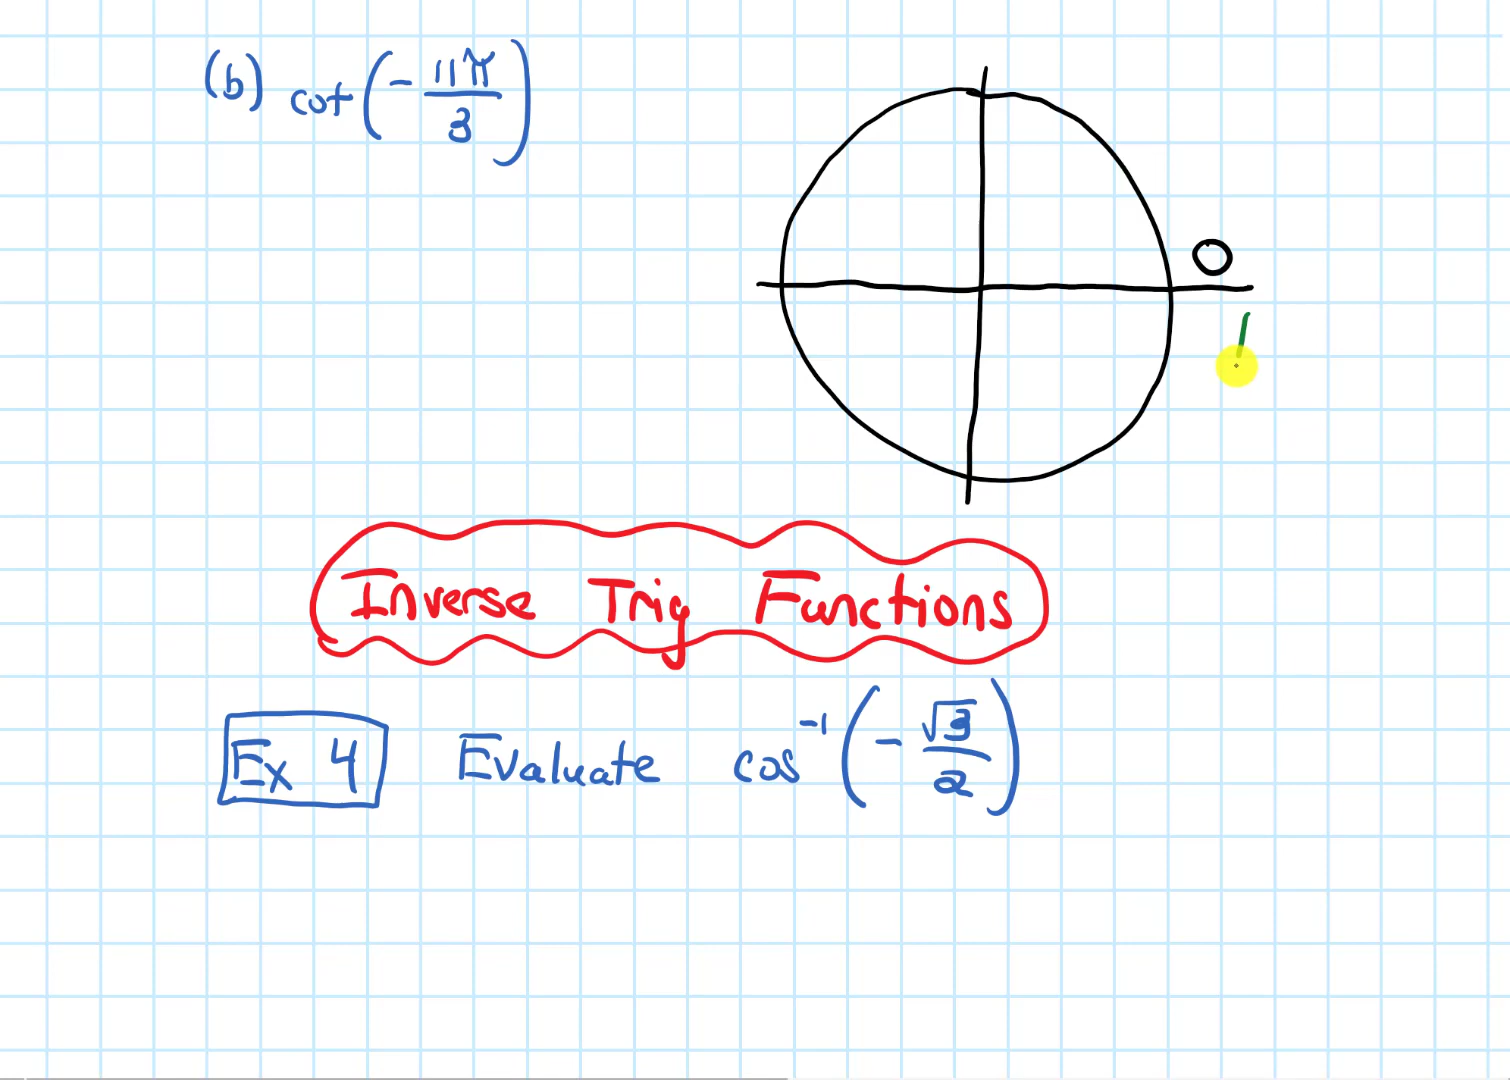 (b) cot(-11π/3)
0
Inverse Trig Functions
Ex 4 Evaluate cos⁻¹(-√3/2)